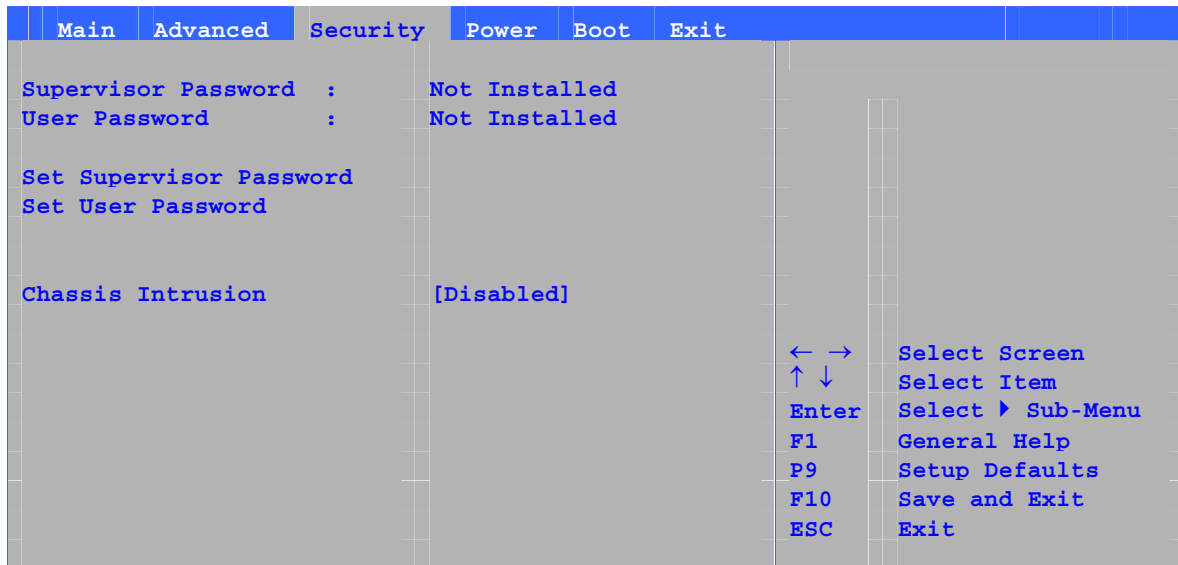 Main Advanced Security Power Boot Exit
Supervisor Password : Not Installed
User Password : Not Installed
Set Supervisor Password
Set User Password
Chassis Intrusion [Disabled]
← → Select Screen
↑ ↓ Select Item
Enter Select ▶ Sub-Menu
F1 General Help
P9 Setup Defaults
F10 Save and Exit
ESC Exit